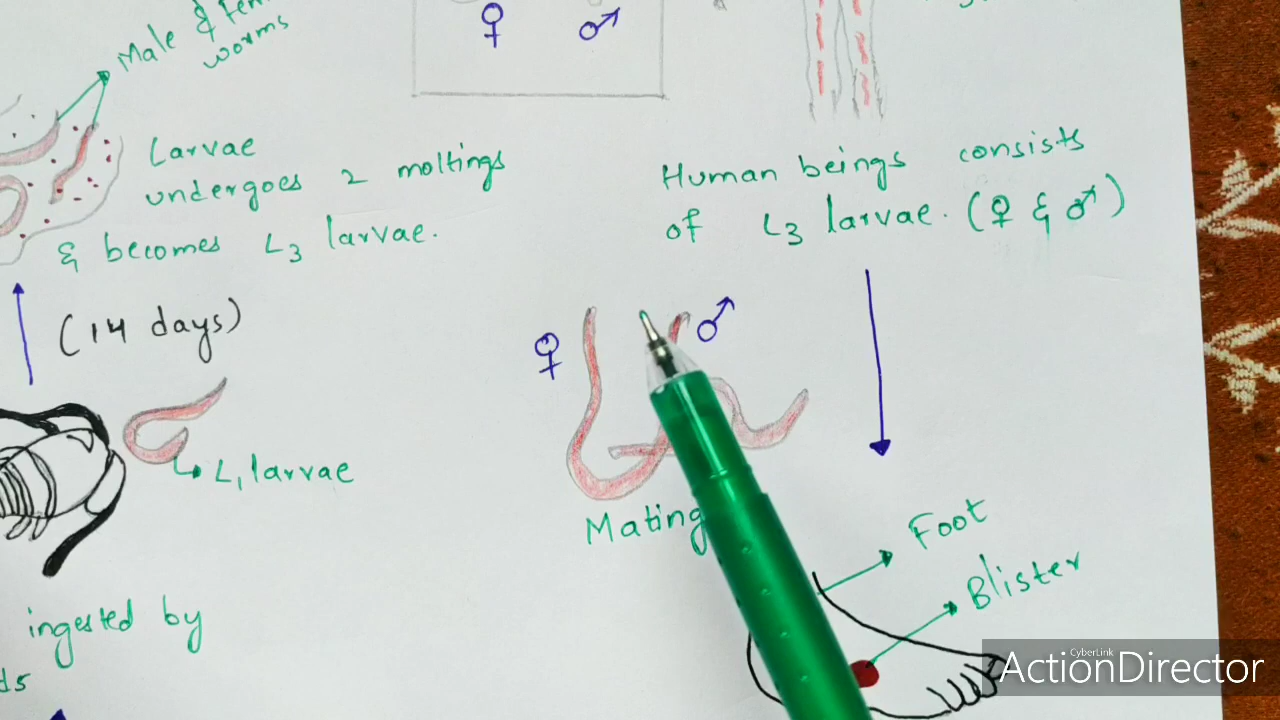 Male &
worms
♀ ♂
Larvae
undergoes 2 moltings
& becomes L3 larvae.
Human beings consists
of L3 larvae. (♀ & ♂)
(14 days)
♀ ♂
L1 larvae
Mating
Foot
Blister
ingested by
CyberLink
ActionDirector